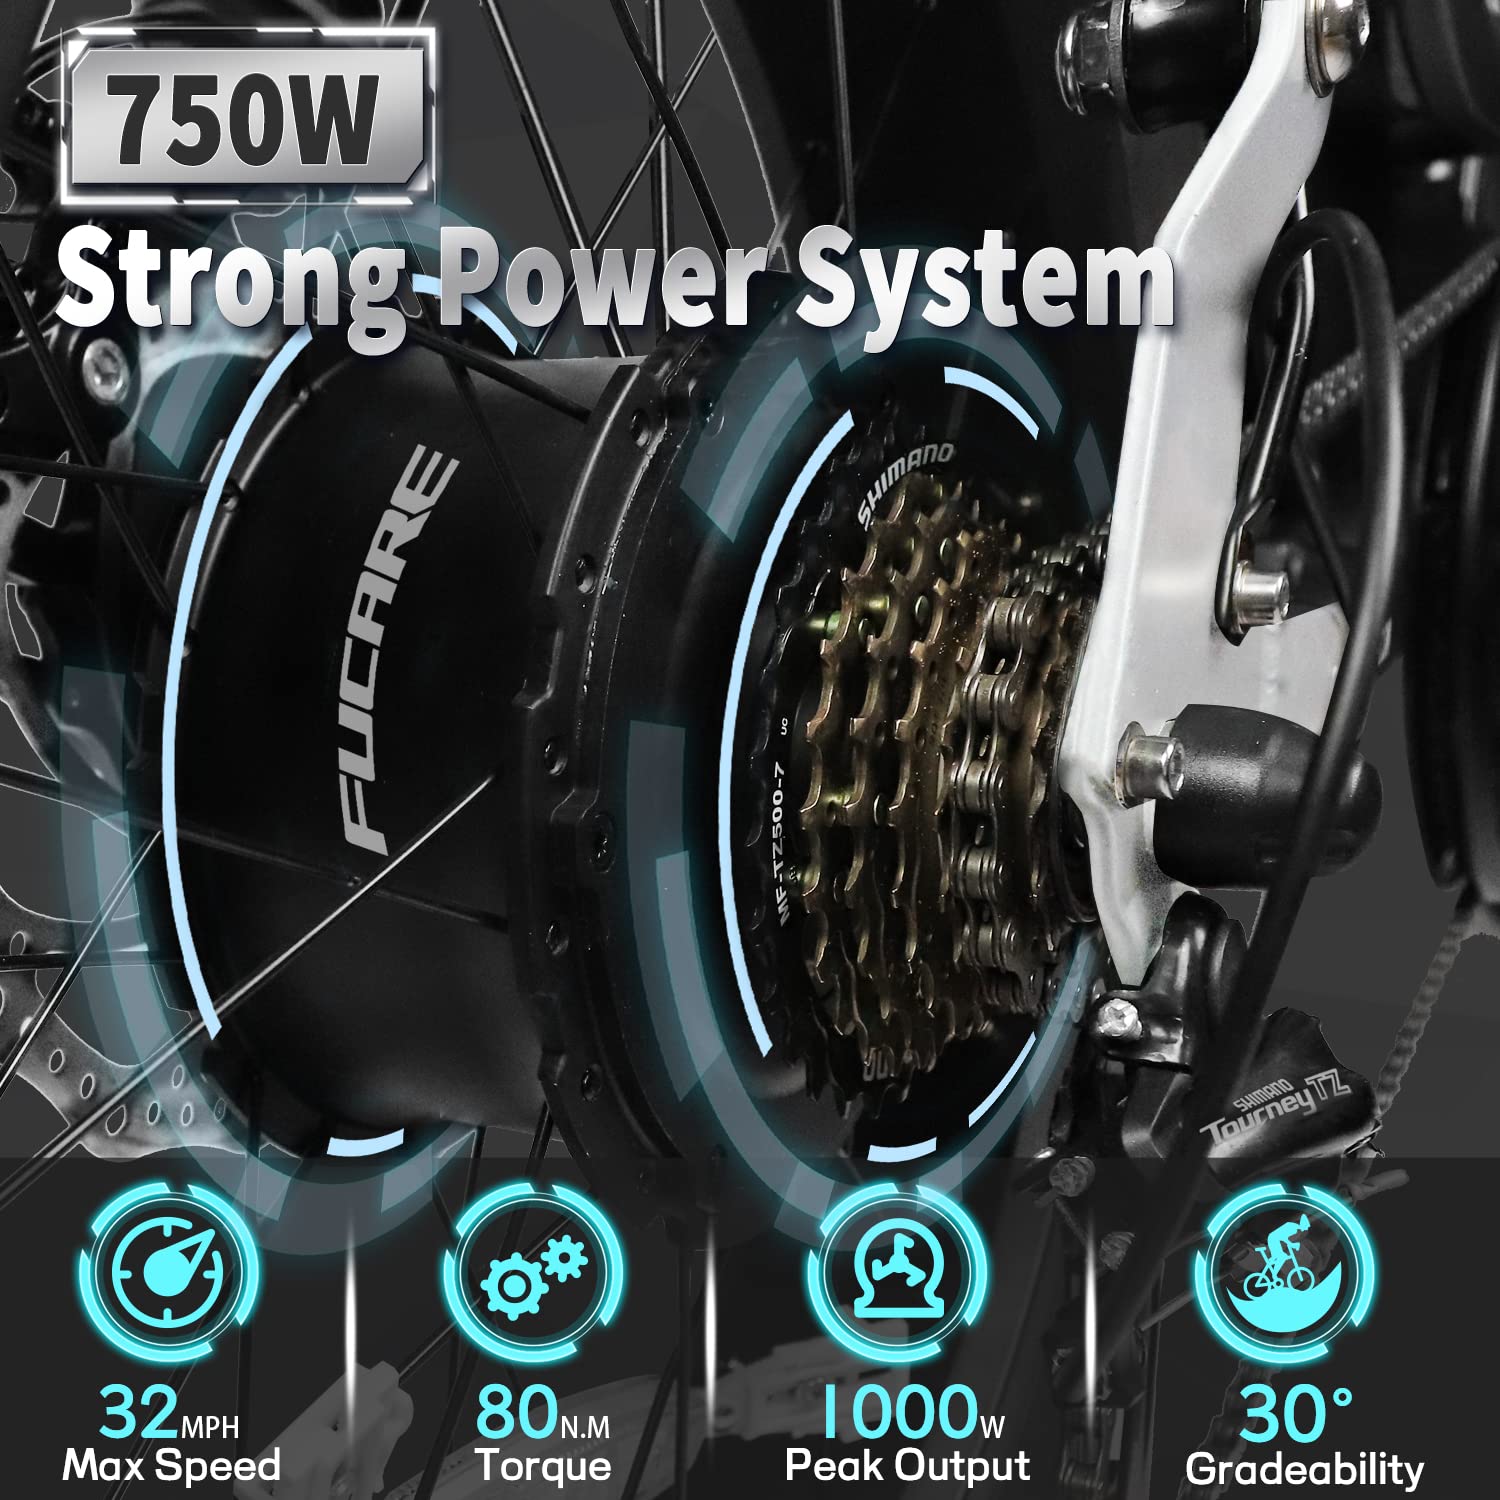 750W
Strong Power System
SHIMANO
FUCARE
MF-TZ500-7
SHIMANO
Tourney TZ
32MPH
Max Speed
80N.M
Torque
1000W
Peak Output
30°
Gradeability